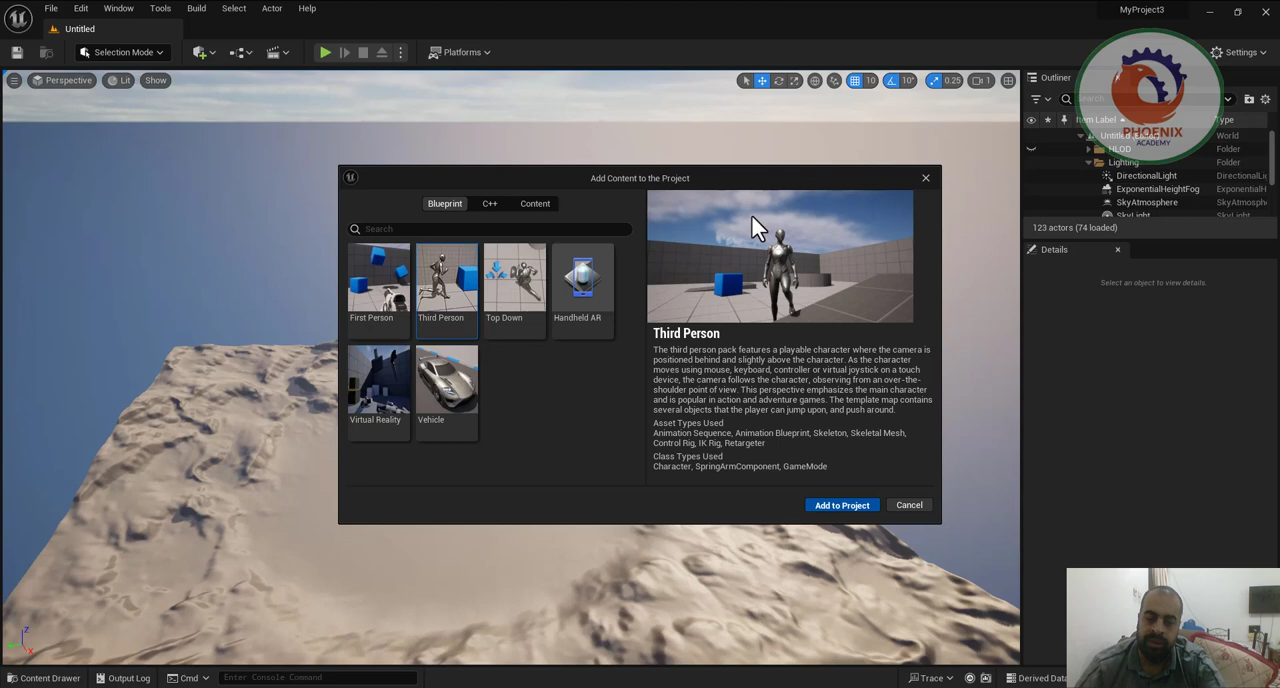 File Edit Window Tools Build Select Actor Help
MyProject3
Untitled
Selection Mode
Platforms
Settings
Perspective Lit Show
10 10° 0.25 1
Outliner
Search...
Item Label Type
Untitled (Editor) World
HLOD Folder
Lighting Folder
DirectionalLight DirectionalLi
ExponentialHeightFog ExponentialH
SkyAtmosphere SkyAtmosph
SkyLight SkyLight
123 actors (74 loaded)
PHOENIX
ACADEMY
Details
Select an object to view details.
Add Content to the Project
Blueprint C++ Content
Search
First Person
Third Person
Top Down
Handheld AR
Virtual Reality
Vehicle
Third Person
The third person pack features a playable character where the camera is
positioned behind and slightly above the character. As the character
moves using mouse, keyboard, controller or virtual joystick on a touch
device, the camera follows the character, observing from an over-the-
shoulder point of view. This perspective emphasizes the main character
and is popular in action and adventure games. The template map contains
several objects that the player can jump upon, and push around.
Asset Types Used
Animation Sequence, Animation Blueprint, Skeleton, Skeletal Mesh,
Control Rig, IK Rig, Retargeter
Class Types Used
Character, SpringArmComponent, GameMode
Add to Project Cancel
Z
X
Content Drawer Output Log Cmd Enter Console Command
Trace Derived Data